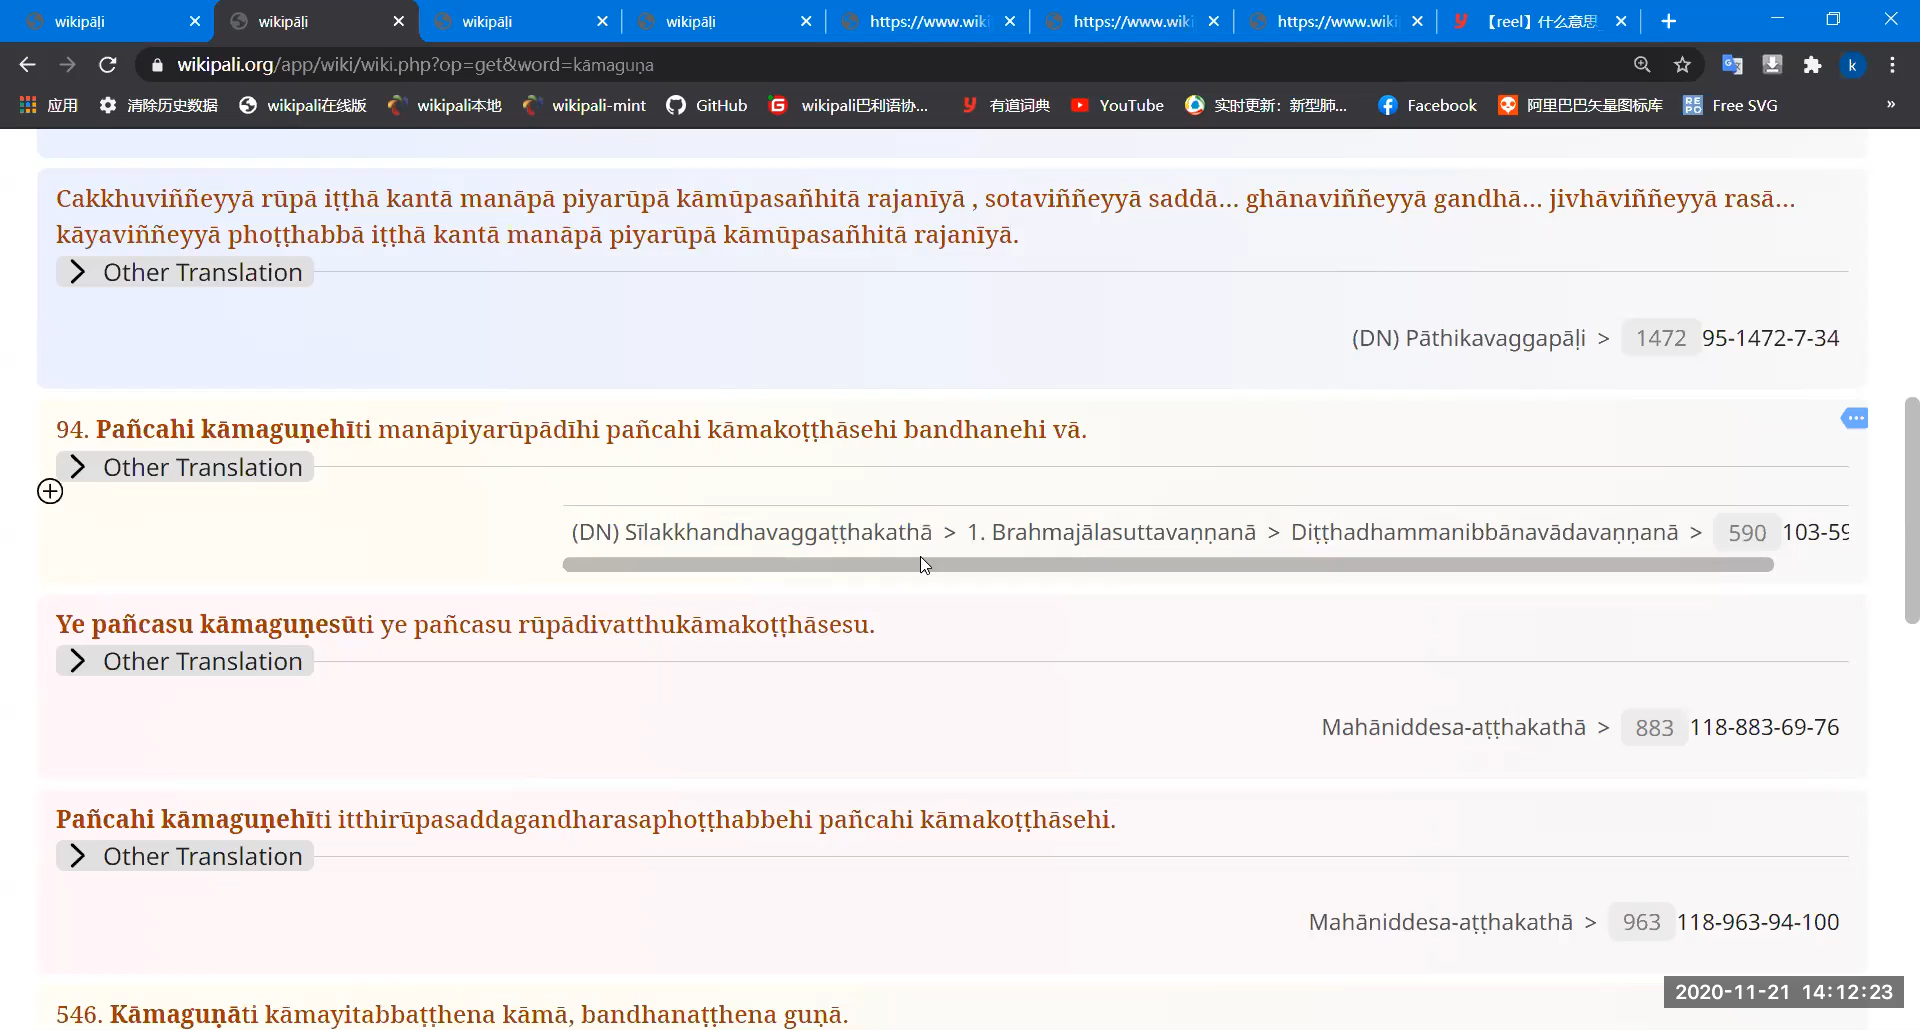 wikipāḷi
wikipāḷi
wikipāḷi
wikipāḷi
https://www.wiki
https://www.wiki
https://www.wiki
【reel】什么意思
wikipali.org/app/wiki/wiki.php?op=get&word=kāmaguṇa
k
应用
清除历史数据
wikipali在线版
wikipali本地
wikipali-mint
GitHub
wikipali巴利语协...
有道词典
YouTube
实时更新：新型肺...
Facebook
阿里巴巴矢量图标库
Free SVG
»
Cakkhuviññeyyā rūpā iṭṭhā kantā manāpā piyarūpā kāmūpasañhitā rajanīyā , sotaviññeyyā saddā... ghānaviññeyyā gandhā... jivhāviññeyyā rasā...
kāyaviññeyyā phoṭṭhabbā iṭṭhā kantā manāpā piyarūpā kāmūpasañhitā rajanīyā.
Other Translation
(DN) Pāthikavaggapāḷi > 1472 95-1472-7-34
94. Pañcahi kāmaguṇehīti manāpiyarūpādīhi pañcahi kāmakoṭṭhāsehi bandhanehi vā.
Other Translation
(DN) Sīlakkhandhavaggaṭṭhakathā > 1. Brahmajālasuttavaṇṇanā > Diṭṭhadhammanibbānavādavaṇṇanā > 590 103-59
Ye pañcasu kāmaguṇesūti ye pañcasu rūpādivatthukāmakoṭṭhāsesu.
Other Translation
Mahāniddesa-aṭṭhakathā > 883 118-883-69-76
Pañcahi kāmaguṇehīti itthirūpasaddagandharasaphoṭṭhabbehi pañcahi kāmakoṭṭhāsehi.
Other Translation
Mahāniddesa-aṭṭhakathā > 963 118-963-94-100
546. Kāmaguṇāti kāmayitabbaṭṭhena kāmā, bandhanaṭṭhena guṇā.
2020-11-21 14:12:23